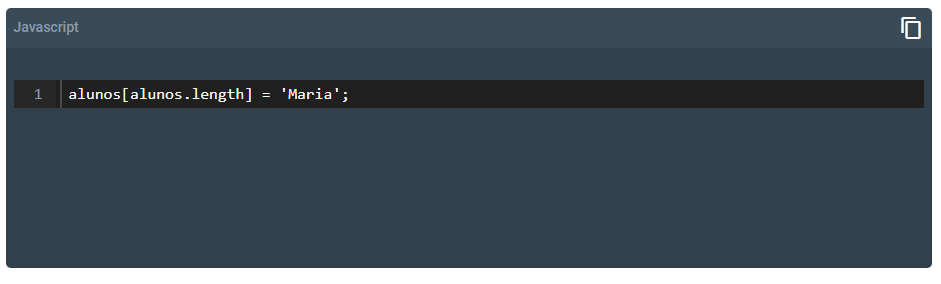 Javascript
1 alunos[alunos.length] = 'Maria';